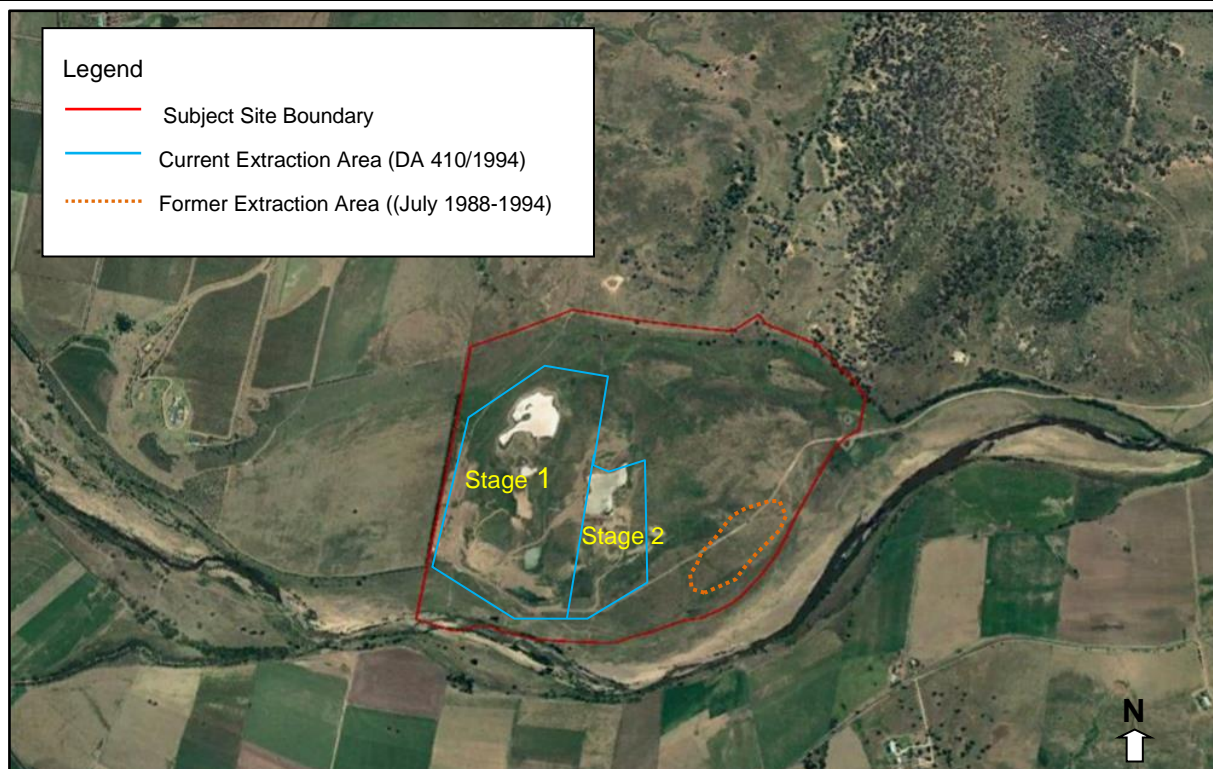 Legend
Subject Site Boundary
Current Extraction Area (DA 410/1994)
Former Extraction Area ((July 1988-1994)
Stage 1
Stage 2
N